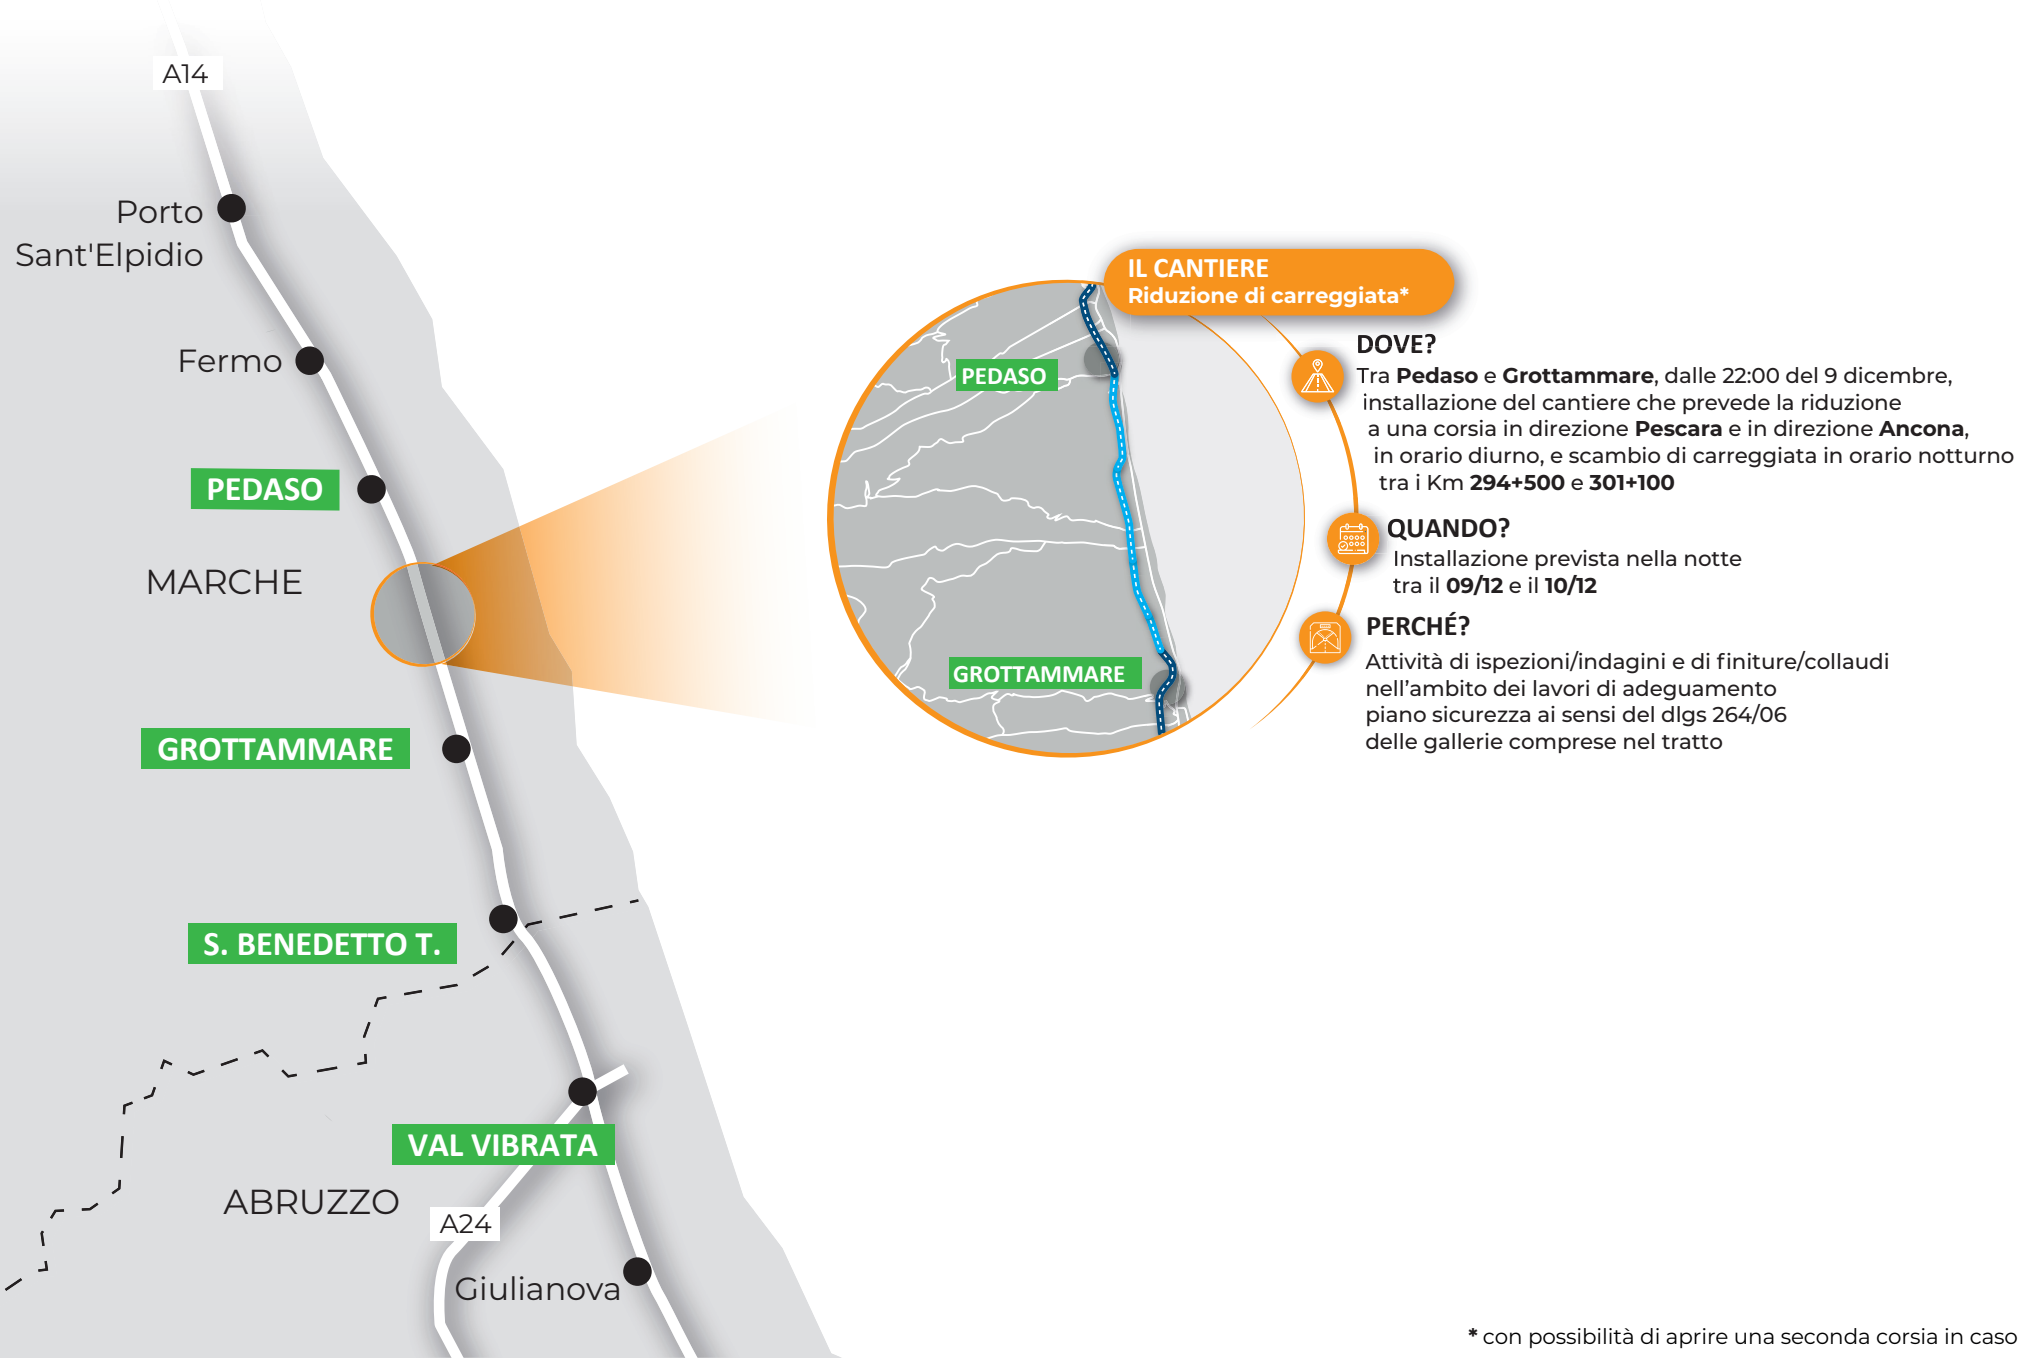 A14
Porto
Sant'Elpidio
Fermo
PEDASO
MARCHE
GROTTAMMARE
S. BENEDETTO T.
VAL VIBRATA
ABRUZZO
A24
Giulianova
IL CANTIERE
Riduzione di carreggiata*
PEDASO
GROTTAMMARE
DOVE?
Tra Pedaso e Grottammare, dalle 22:00 del 9 dicembre,
installazione del cantiere che prevede la riduzione
a una corsia in direzione Pescara e in direzione Ancona,
in orario diurno, e scambio di carreggiata in orario notturno
tra i Km 294+500 e 301+100
QUANDO?
Installazione prevista nella notte
tra il 09/12 e il 10/12
PERCHÉ?
Attività di ispezioni/indagini e di finiture/collaudi
nell'ambito dei lavori di adeguamento
piano sicurezza ai sensi del dlgs 264/06
delle gallerie comprese nel tratto
* con possibilità di aprire una seconda corsia in caso